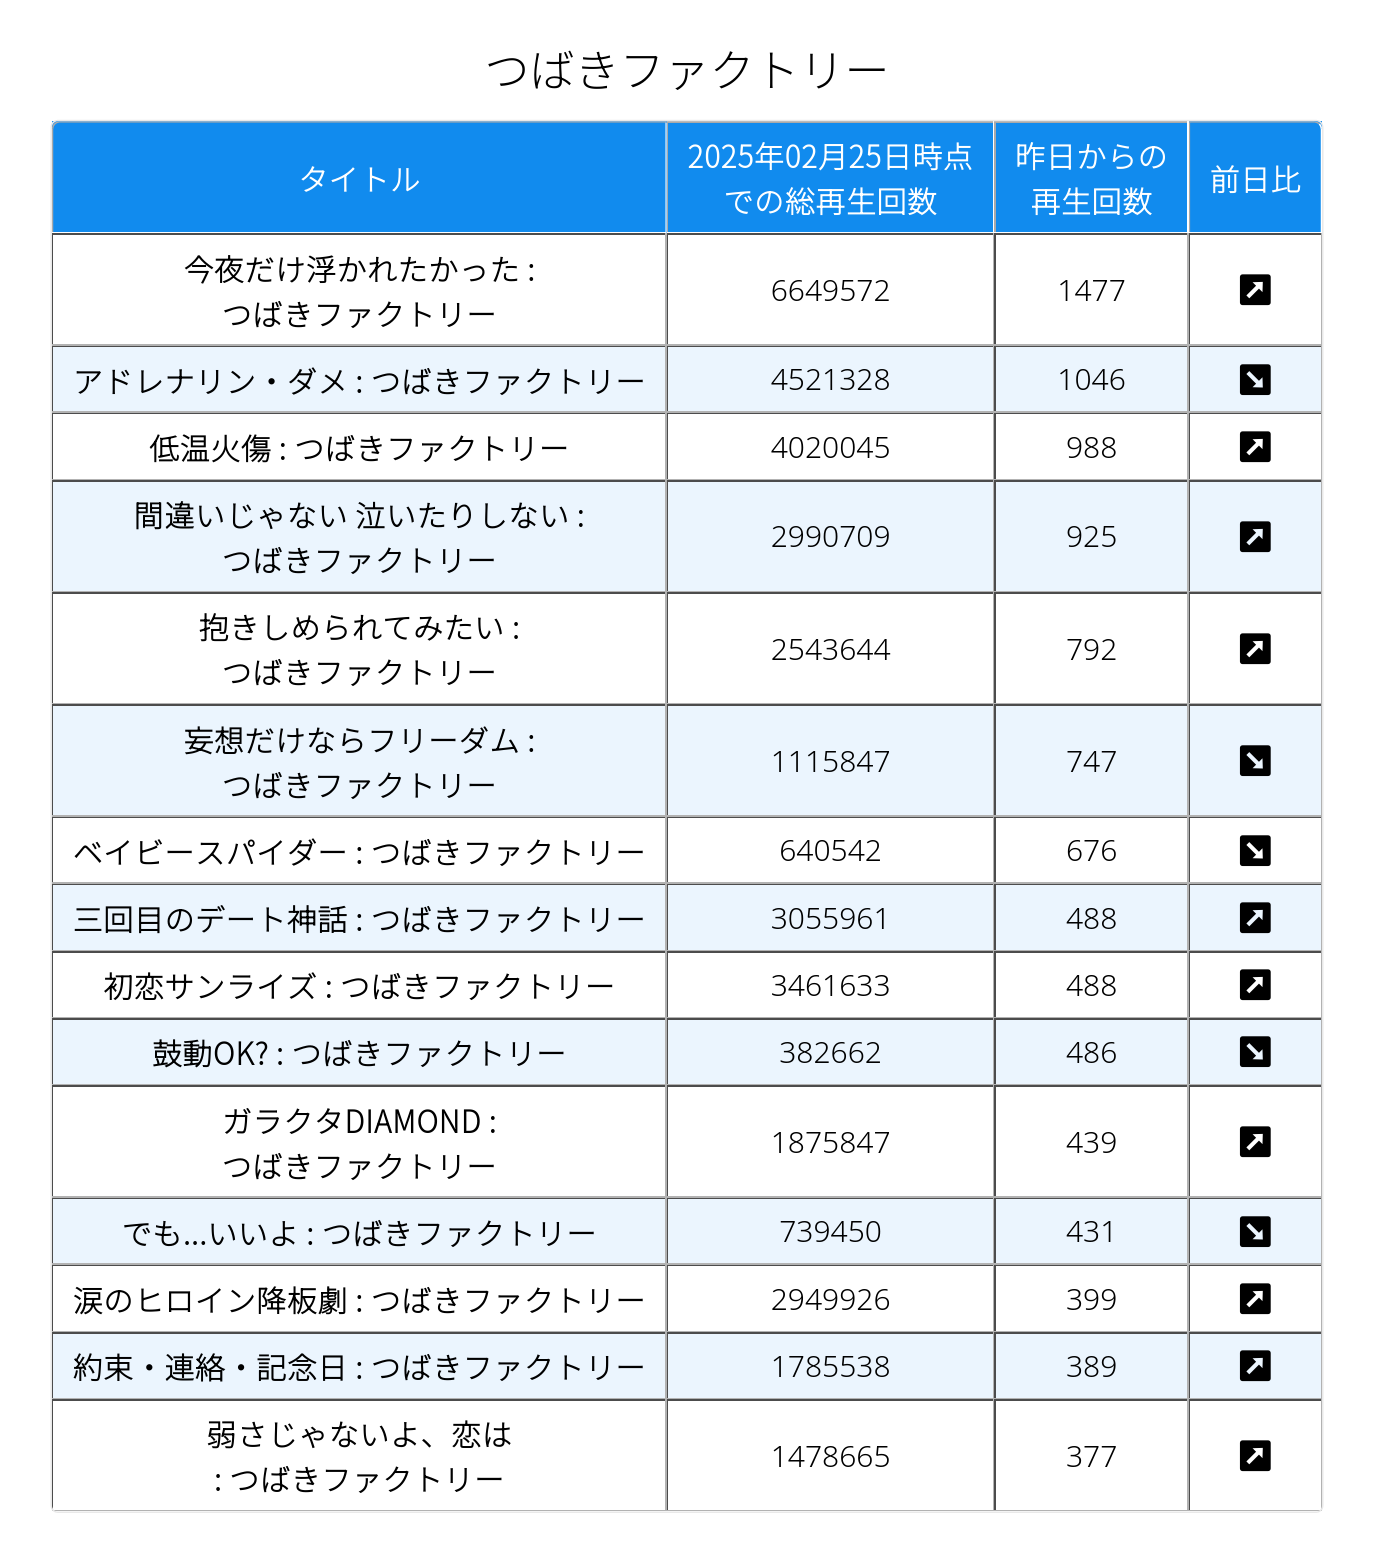 つばきファクトリー
タイトル
2025年02月25日時点
での総再生回数
昨日からの
再生回数
前日比
今夜だけ浮かれたかった :
つばきファクトリー
6649572
1477
アドレナリン・ダメ : つばきファクトリー
4521328
1046
低温火傷 : つばきファクトリー
4020045
988
間違いじゃない 泣いたりしない :
つばきファクトリー
2990709
925
抱きしめられてみたい :
つばきファクトリー
2543644
792
妄想だけならフリーダム :
つばきファクトリー
1115847
747
ベイビースパイダー : つばきファクトリー
640542
676
三回目のデート神話 : つばきファクトリー
3055961
488
初恋サンライズ : つばきファクトリー
3461633
488
鼓動OK? : つばきファクトリー
382662
486
ガラクタDIAMOND :
つばきファクトリー
1875847
439
でも...いいよ : つばきファクトリー
739450
431
涙のヒロイン降板劇 : つばきファクトリー
2949926
399
約束・連絡・記念日 : つばきファクトリー
1785538
389
弱さじゃないよ、恋は
: つばきファクトリー
1478665
377